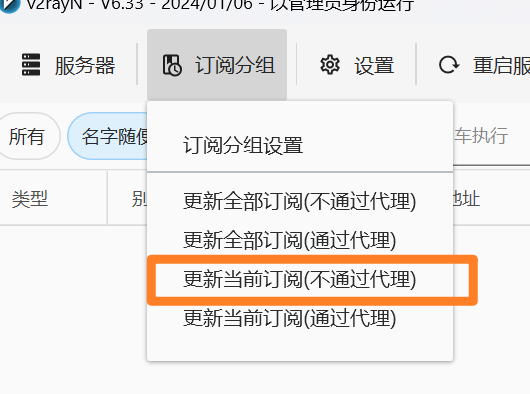 v2rayN - V6.33 - 2024/01/06 - 以管理员身份运行
服务器 订阅分组 设置 重启服
订阅分组设置
所有 名字随便 车执行
类型 别 地址
更新全部订阅(不通过代理)
更新全部订阅(通过代理)
更新当前订阅(不通过代理)
更新当前订阅(通过代理)